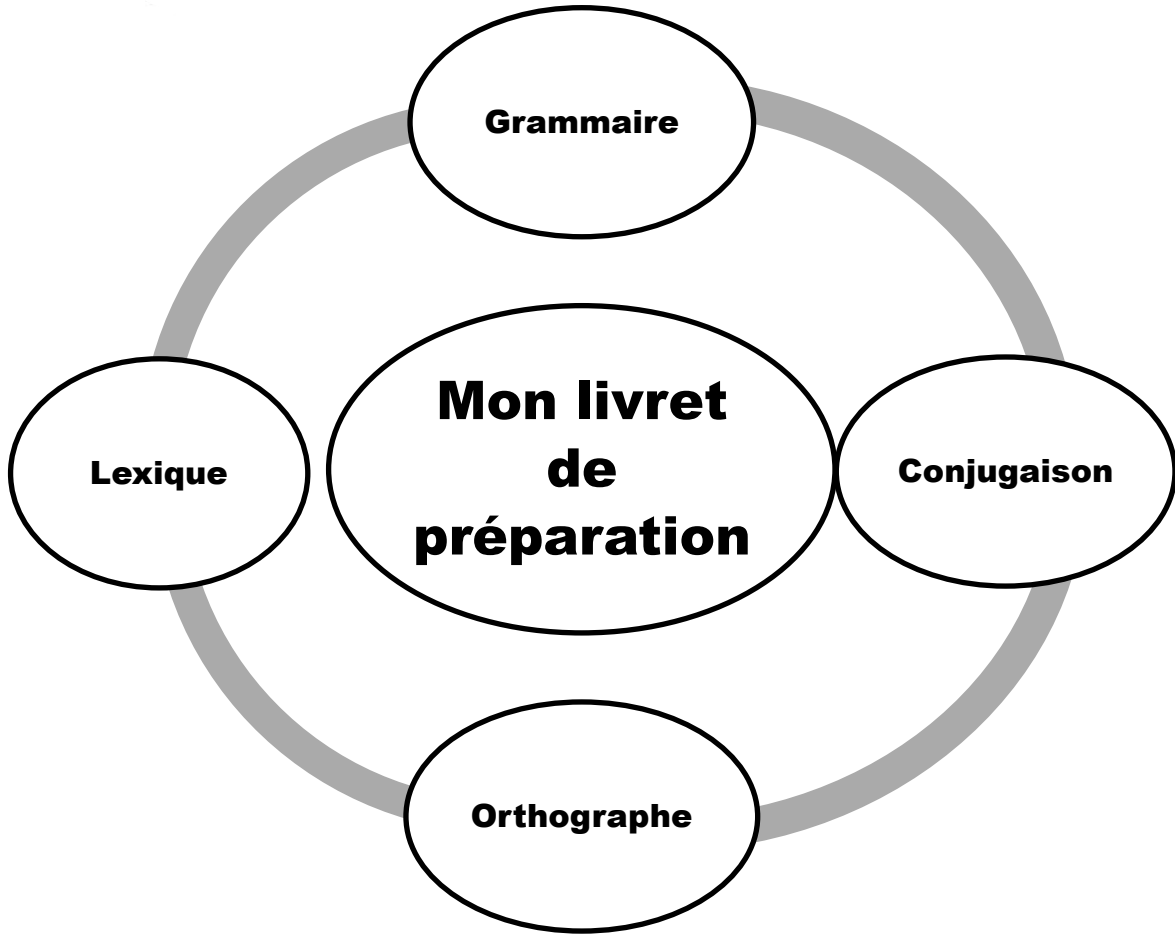 Grammaire
Mon livret
de
préparation
Lexique
Conjugaison
Orthographe